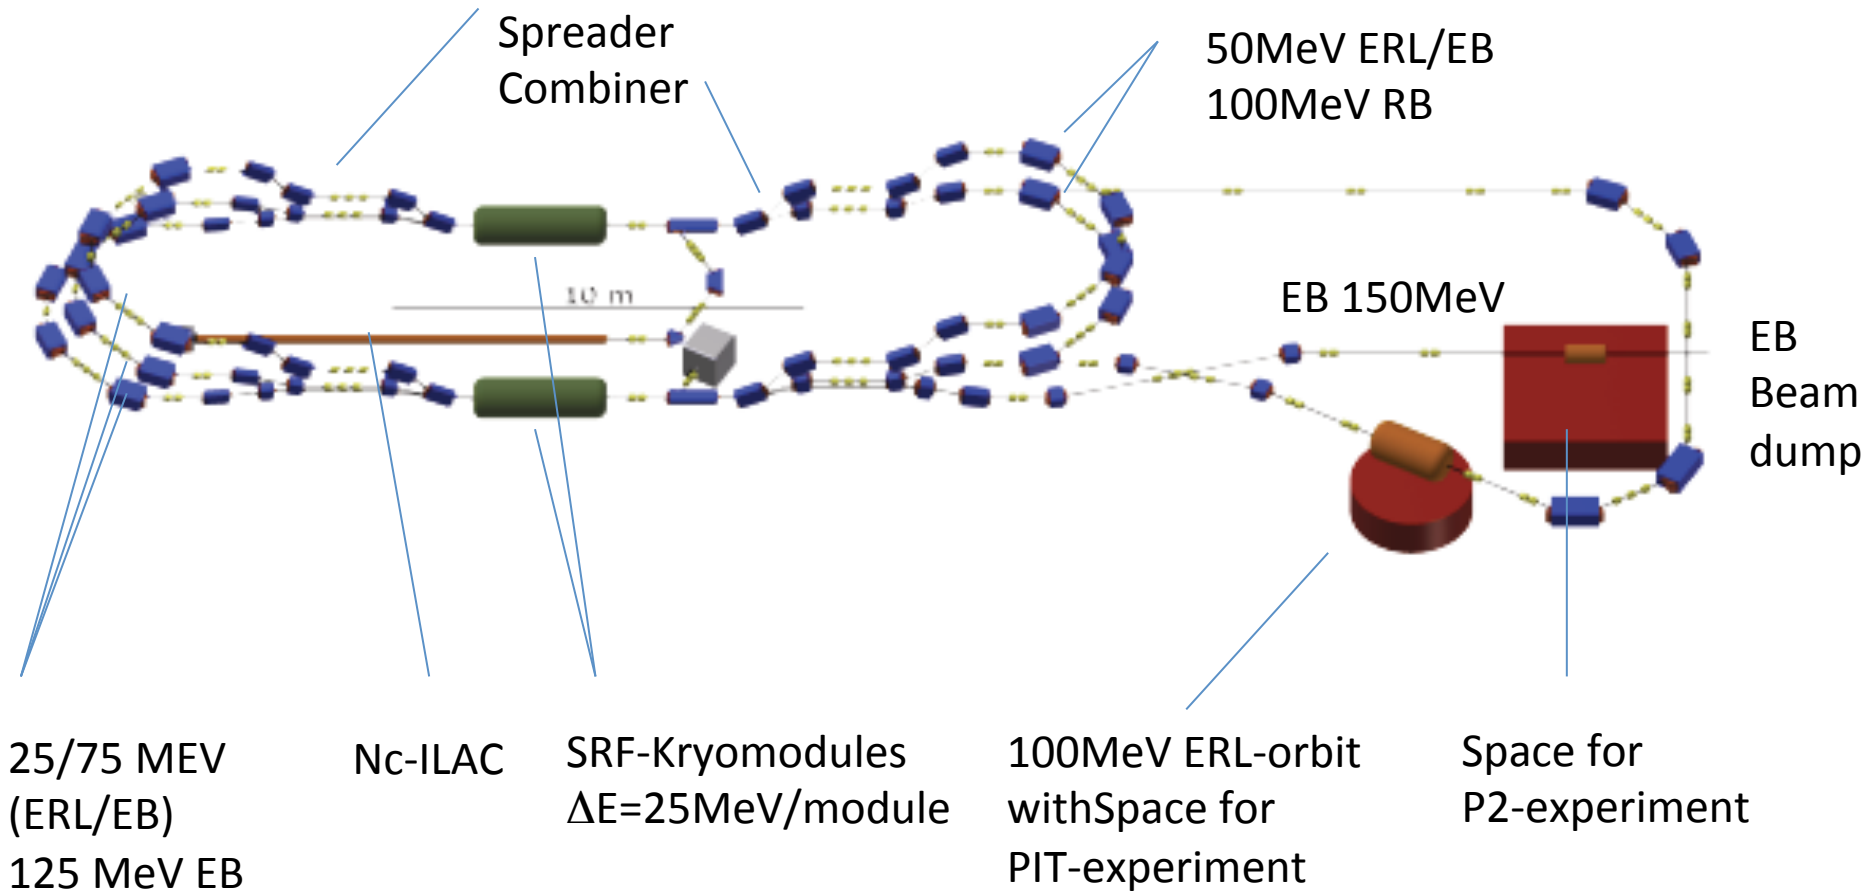 Spreader
Combiner
50MeV ERL/EB
100MeV RB
10 m
EB 150MeV
EB
Beam
dump
25/75 MEV
(ERL/EB)
125 MeV EB
Nc-ILAC
SRF-Kryomodules
ΔE=25MeV/module
100MeV ERL-orbit
withSpace for
PIT-experiment
Space for
P2-experiment